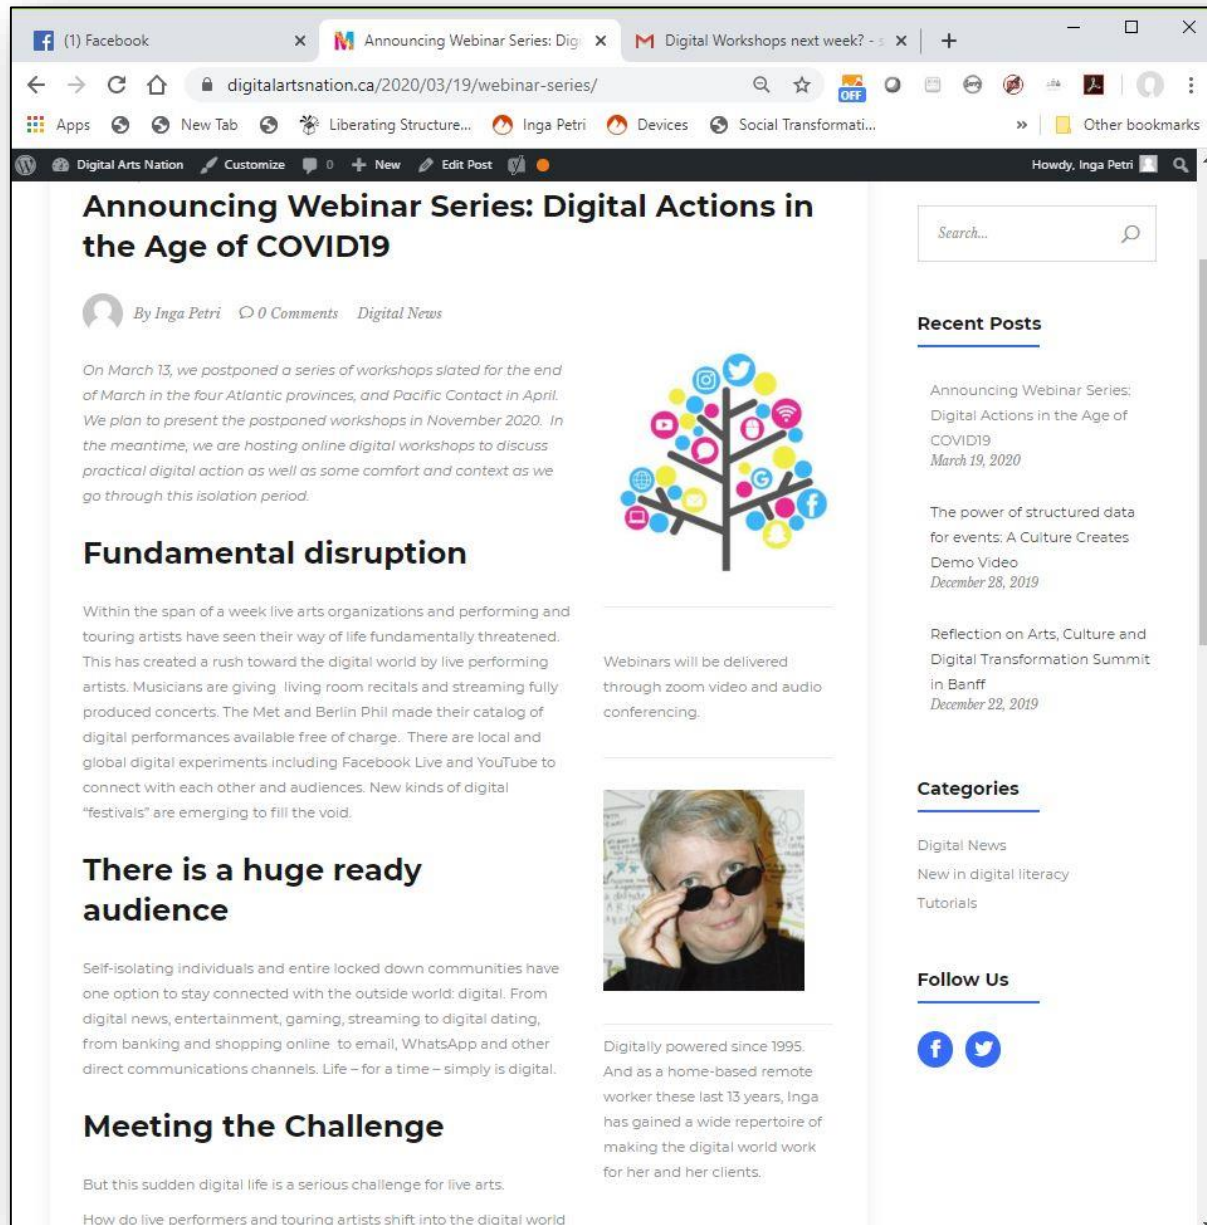 (1) Facebook
Announcing Webinar Series: Dig
Digital Workshops next week? - s
digitalartsnation.ca/2020/03/19/webinar-series/
OFF
Apps
New Tab
Liberating Structure...
Inga Petri
Devices
Social Transformati...
»
Other bookmarks
Digital Arts Nation
Customize
0
New
Edit Post
Howdy, Inga Petri
Announcing Webinar Series: Digital Actions in
the Age of COVID19
By Inga Petri
0 Comments
Digital News
On March 13, we postponed a series of workshops slated for the end
of March in the four Atlantic provinces, and Pacific Contact in April.
We plan to present the postponed workshops in November 2020. In
the meantime, we are hosting online digital workshops to discuss
practical digital action as well as some comfort and context as we
go through this isolation period.
Fundamental disruption
Within the span of a week live arts organizations and performing and
touring artists have seen their way of life fundamentally threatened.
This has created a rush toward the digital world by live performing
artists. Musicians are giving living room recitals and streaming fully
produced concerts. The Met and Berlin Phil made their catalog of
digital performances available free of charge. There are local and
global digital experiments including Facebook Live and YouTube to
connect with each other and audiences. New kinds of digital
"festivals" are emerging to fill the void.
There is a huge ready
audience
Self-isolating individuals and entire locked down communities have
one option to stay connected with the outside world: digital. From
digital news, entertainment, gaming, streaming to digital dating,
from banking and shopping online to email, WhatsApp and other
direct communications channels. Life – for a time – simply is digital.
Meeting the Challenge
But this sudden digital life is a serious challenge for live arts.
How do live performers and touring artists shift into the digital world
Webinars will be delivered
through zoom video and audio
conferencing.
Digitally powered since 1995.
And as a home-based remote
worker these last 13 years, Inga
has gained a wide repertoire of
making the digital world work
for her and her clients.
Search...
Recent Posts
Announcing Webinar Series:
Digital Actions in the Age of
COVID19
March 19, 2020
The power of structured data
for events: A Culture Creates
Demo Video
December 28, 2019
Reflection on Arts, Culture and
Digital Transformation Summit
in Banff
December 22, 2019
Categories
Digital News
New in digital literacy
Tutorials
Follow Us